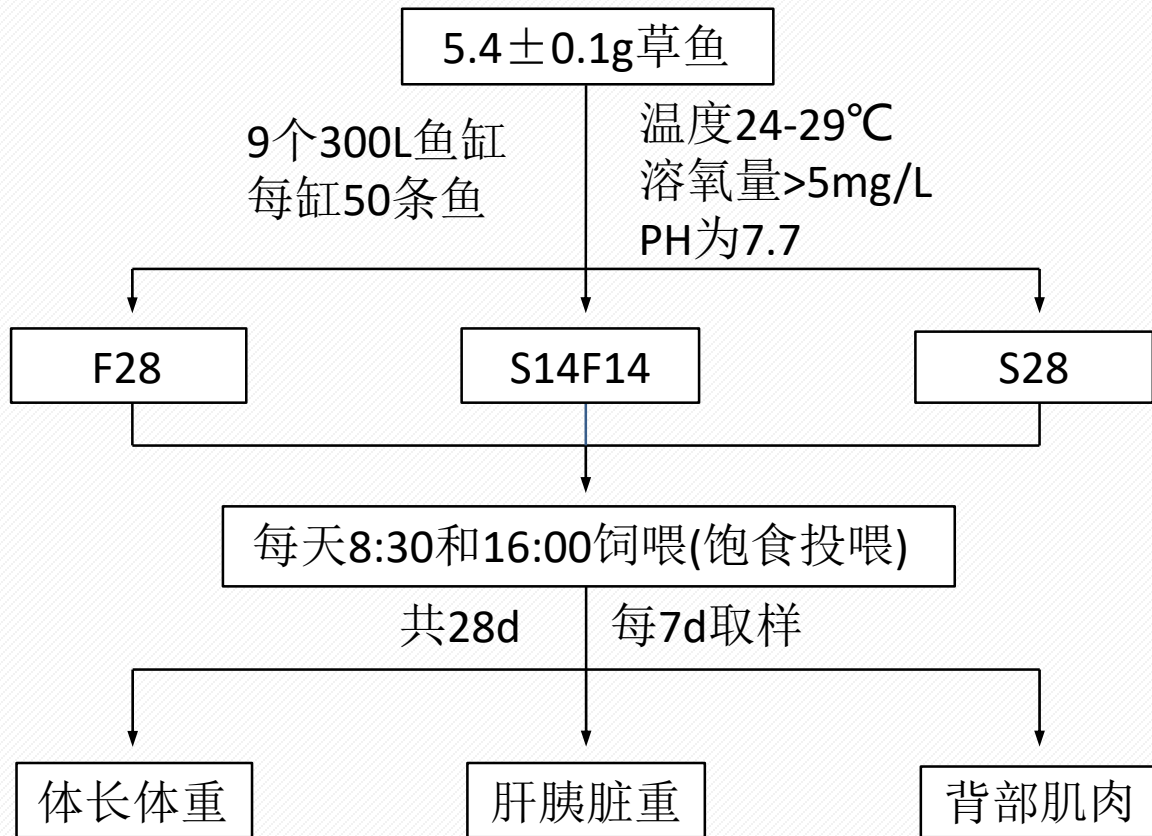 5.4±0.1g草鱼
9个300L鱼缸
每缸50条鱼
温度24-29℃
溶氧量>5mg/L
PH为7.7
F28
S14F14
S28
每天8:30和16:00饲喂(饱食投喂)
共28d
每7d取样
体长体重
肝胰脏重
背部肌肉